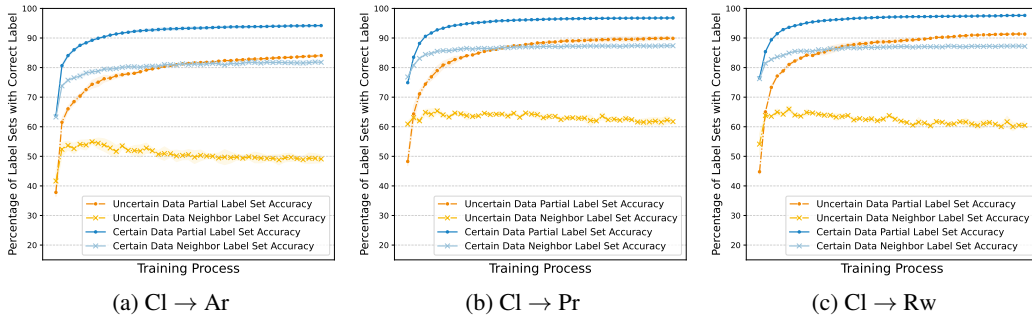 Percentage of Label Sets with Correct Label
100
90
80
70
60
50
40
30
20
Uncertain Data Partial Label Set Accuracy
Uncertain Data Neighbor Label Set Accuracy
Certain Data Partial Label Set Accuracy
Certain Data Neighbor Label Set Accuracy
Training Process
(a) Cl → Ar
Percentage of Label Sets with Correct Label
100
90
80
70
60
50
40
30
20
Uncertain Data Partial Label Set Accuracy
Uncertain Data Neighbor Label Set Accuracy
Certain Data Partial Label Set Accuracy
Certain Data Neighbor Label Set Accuracy
Training Process
(b) Cl → Pr
Percentage of Label Sets with Correct Label
100
90
80
70
60
50
40
30
20
Uncertain Data Partial Label Set Accuracy
Uncertain Data Neighbor Label Set Accuracy
Certain Data Partial Label Set Accuracy
Certain Data Neighbor Label Set Accuracy
Training Process
(c) Cl → Rw